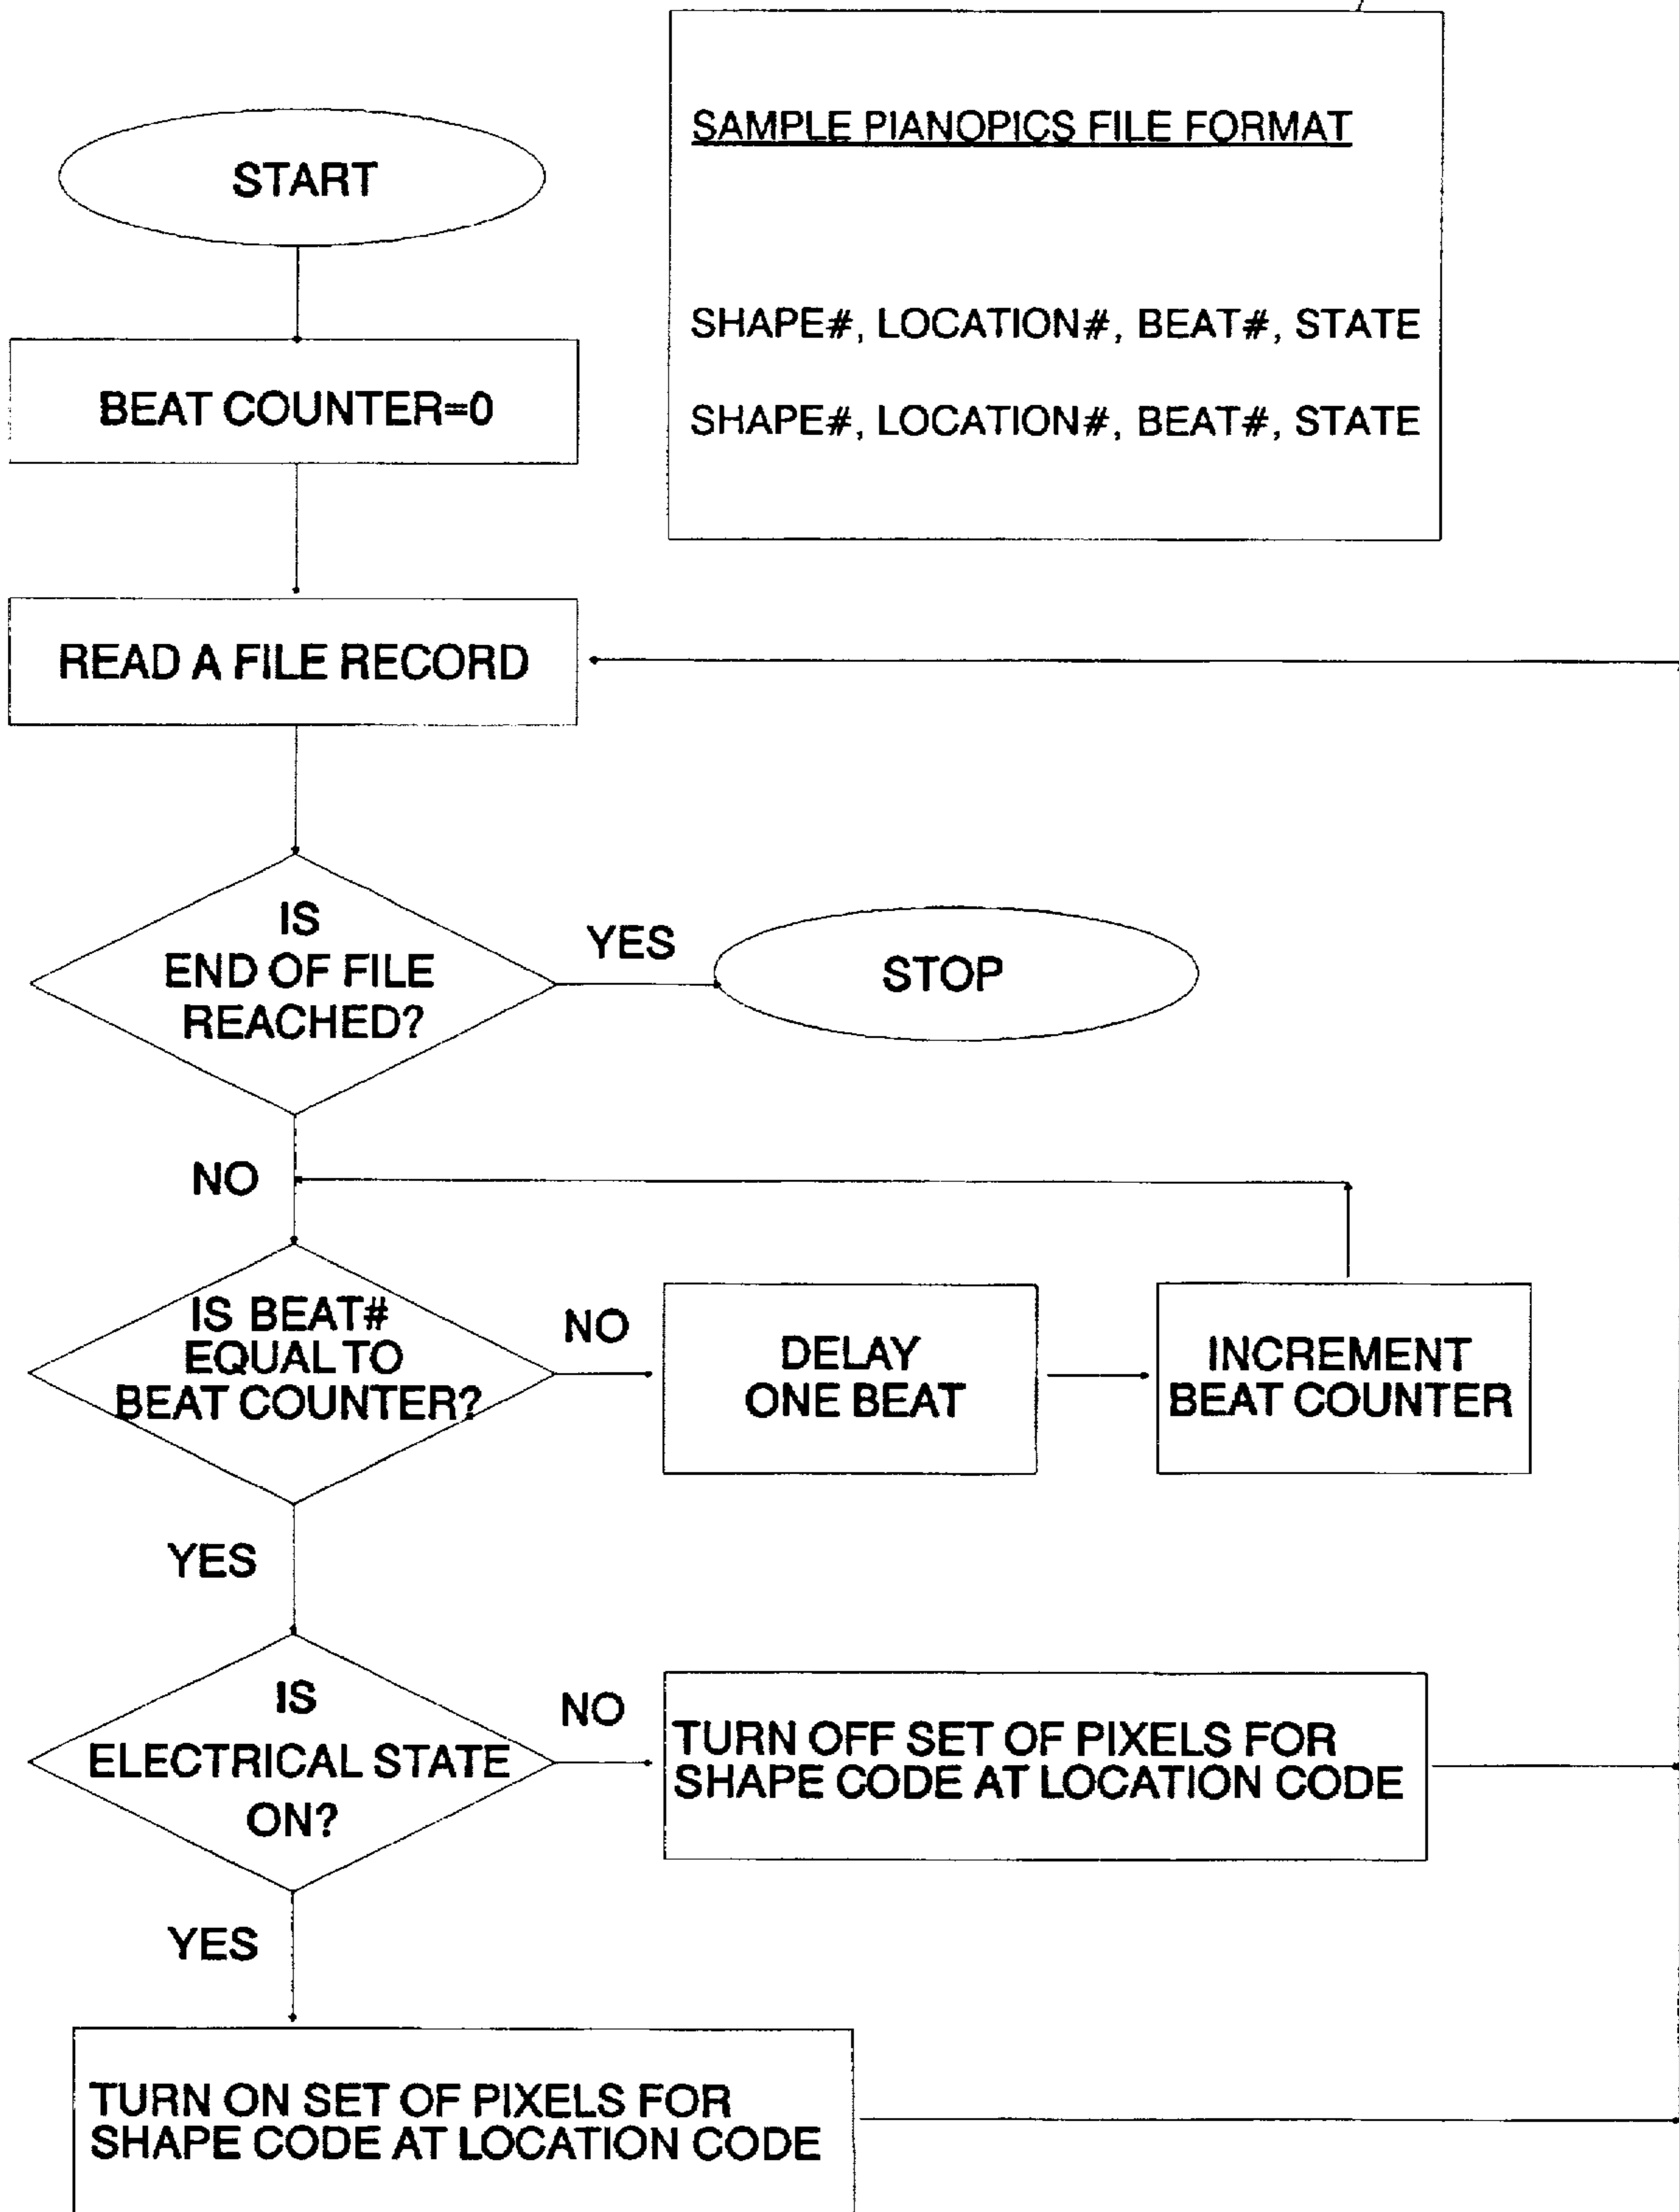 SAMPLE PIANOPICS FILE FORMAT
SHAPE#, LOCATION#, BEAT#, STATE
SHAPE#, LOCATION#, BEAT#, STATE
START
BEAT COUNTER=0
READ A FILE RECORD
IS
END OF FILE
REACHED?
YES
STOP
NO
IS BEAT#
EQUAL TO
BEAT COUNTER?
NO
DELAY
ONE BEAT
INCREMENT
BEAT COUNTER
YES
IS
ELECTRICAL STATE
ON?
NO
TURN OFF SET OF PIXELS FOR
SHAPE CODE AT LOCATION CODE
YES
TURN ON SET OF PIXELS FOR
SHAPE CODE AT LOCATION CODE